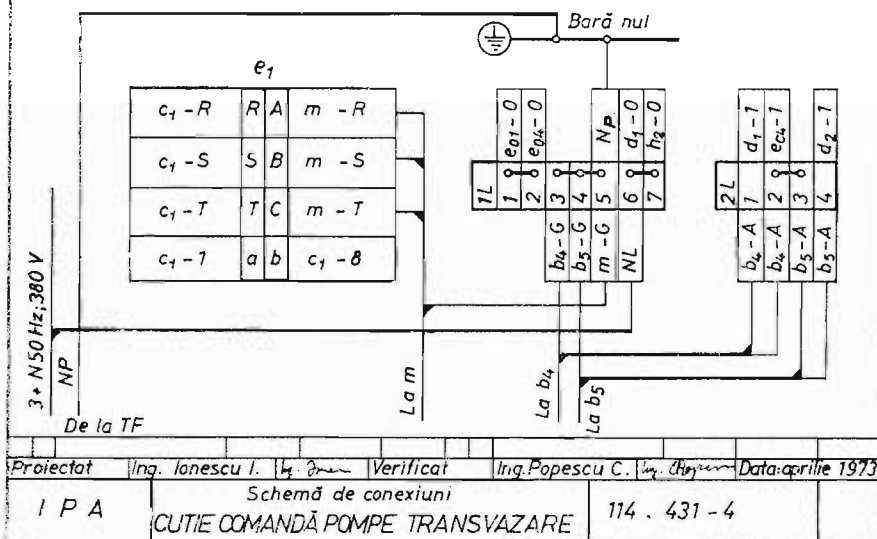 Bară nul
e1
c1-R R A m-R
c1-S S B m-S
c1-T T C m-T
c1-7 a b c1-8
e01-0
e04-0
Np
d1-0
h2-0
1L 1 2 3 4 5 6 7
b4-G
b5-G
m-G
NL
d1-1
ec4-1
d2-1
2L 1 2 3 4
b4-A
b4-A
b5-A
b5-A
3+N 50 Hz; 380 V
NP
La m
La b4
La b5
De la TF
Proiectat Ing. Ionescu I. Verificat Ing. Popescu C. Data: aprilie 1973
IPA
Schemă de conexiuni
CUTIE COMANDĂ POMPE TRANSVAZARE
114.431-4